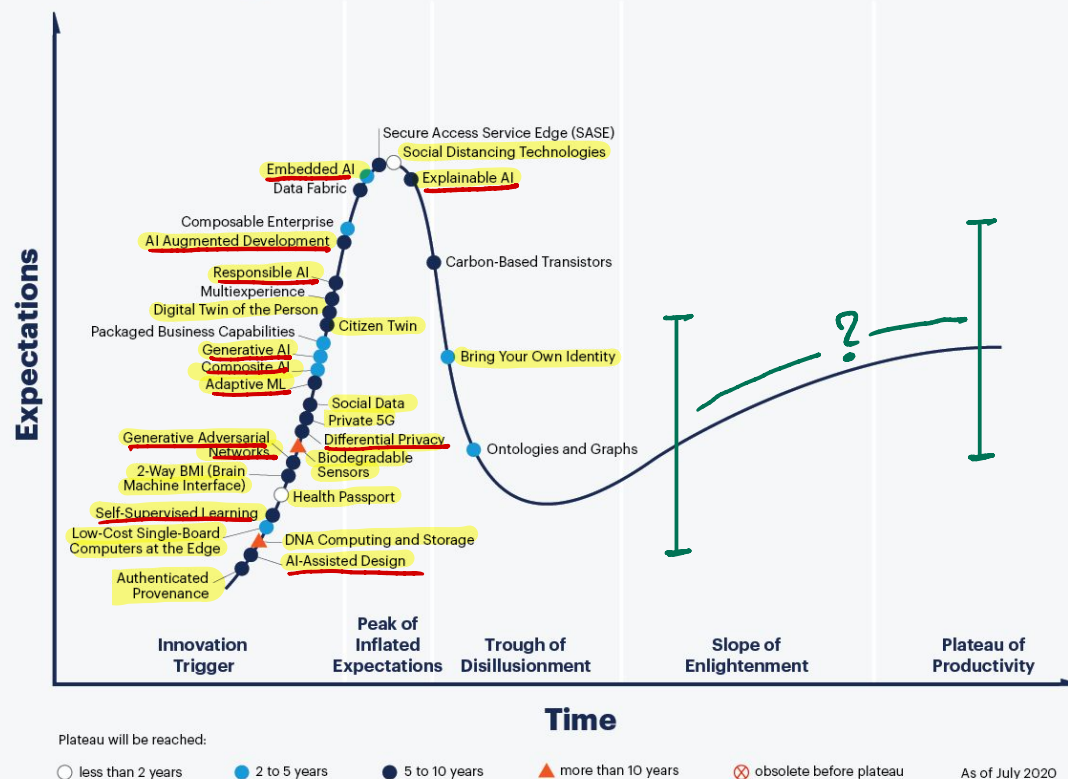 Secure Access Service Edge (SASE)
Social Distancing Technologies
Embedded AI
Explainable AI
Data Fabric
Composable Enterprise
AI Augmented Development
Carbon-Based Transistors
Responsible AI
Multiexperience
Digital Twin of the Person
Citizen Twin
Packaged Business Capabilities
Generative AI
Bring Your Own Identity
Composite AI
Adaptive ML
Social Data
Private 5G
Generative Adversarial
Networks
Differential Privacy
Ontologies and Graphs
Biodegradable
Sensors
2-Way BMI (Brain
Machine Interface)
Health Passport
Self-Supervised Learning
Low-Cost Single-Board
Computers at the Edge
DNA Computing and Storage
AI-Assisted Design
Authenticated
Provenance
?
Expectations
Innovation
Trigger
Peak of
Inflated
Expectations
Trough of
Disillusionment
Slope of
Enlightenment
Plateau of
Productivity
Time
Plateau will be reached:
less than 2 years
2 to 5 years
5 to 10 years
more than 10 years
obsolete before plateau
As of July 2020